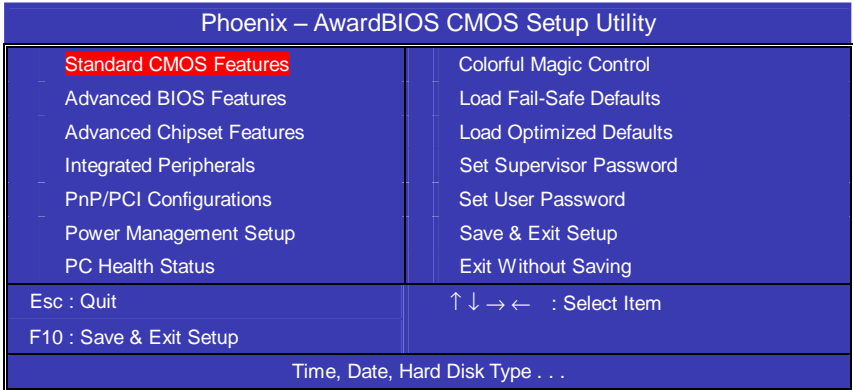 Phoenix – AwardBIOS CMOS Setup Utility
Standard CMOS Features
Advanced BIOS Features
Advanced Chipset Features
Integrated Peripherals
PnP/PCI Configurations
Power Management Setup
PC Health Status
Colorful Magic Control
Load Fail-Safe Defaults
Load Optimized Defaults
Set Supervisor Password
Set User Password
Save & Exit Setup
Exit Without Saving
Esc : Quit
F10 : Save & Exit Setup
↑ ↓ → ← : Select Item
Time, Date, Hard Disk Type . . .